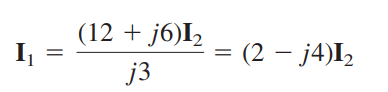 I₁ = (12 + j6)I₂ / j3 = (2 − j4)I₂